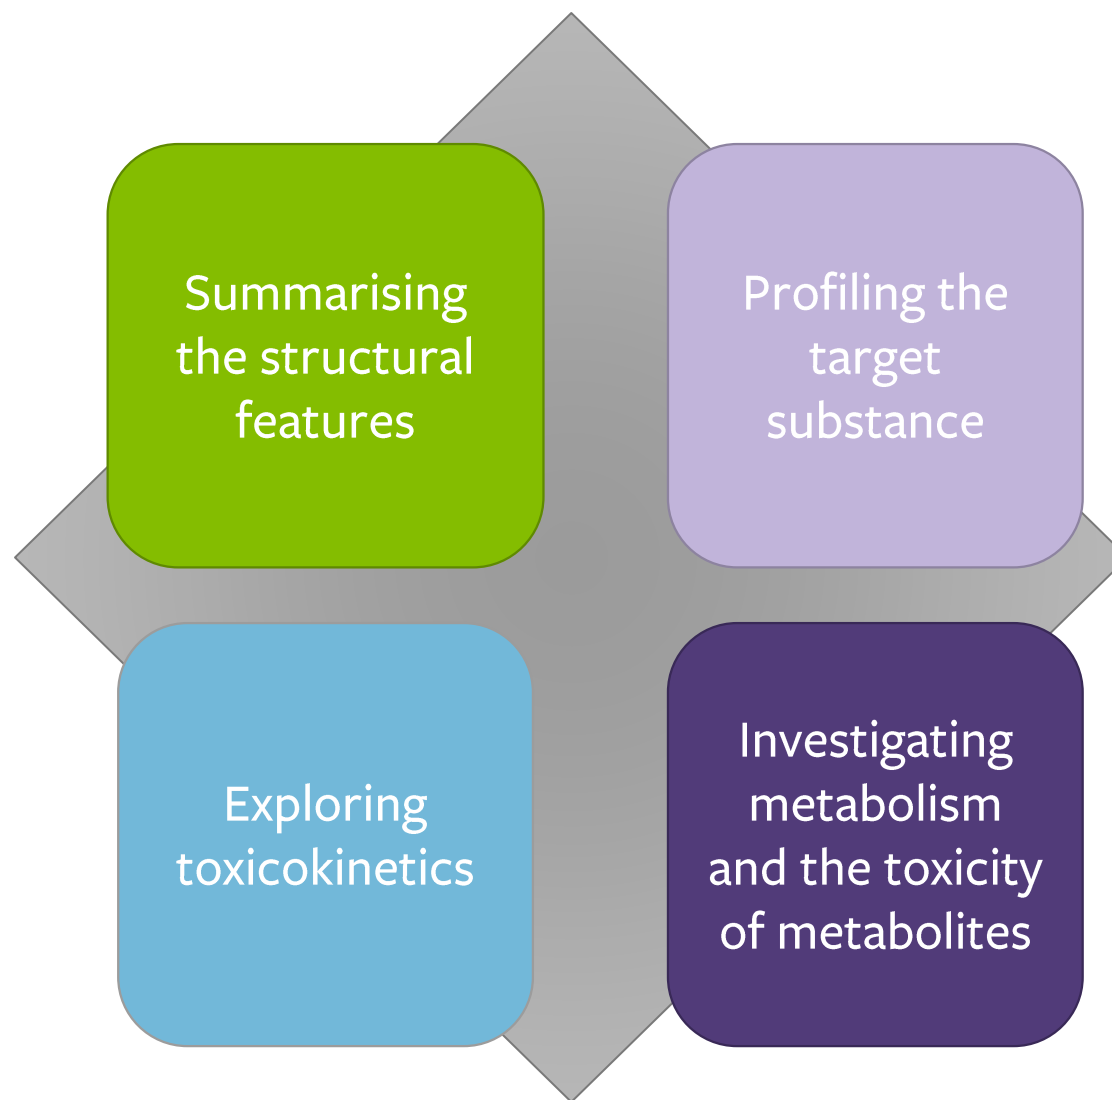 Summarising
the structural
features
Profiling the
target
substance
Exploring
toxicokinetics
Investigating
metabolism
and the toxicity
of metabolites